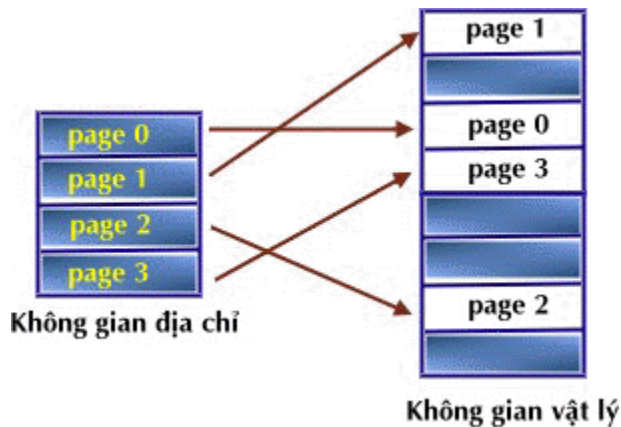 page 0
page 1
page 2
page 3
Không gian địa chỉ
page 1
page 0
page 3
page 2
Không gian vật lý